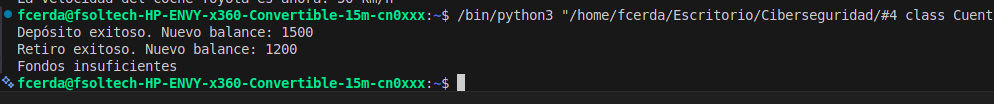 La velocidad del coche Toyota es ahora: 50 km/h
fcerda@fsoltech-HP-ENVY-x360-Convertible-15m-cn0xxx:~$ /bin/python3 "/home/fcerda/Escritorio/Ciberseguridad/#4 class Cuent
Depósito exitoso. Nuevo balance: 1500
Retiro exitoso. Nuevo balance: 1200
Fondos insuficientes
fcerda@fsoltech-HP-ENVY-x360-Convertible-15m-cn0xxx:~$